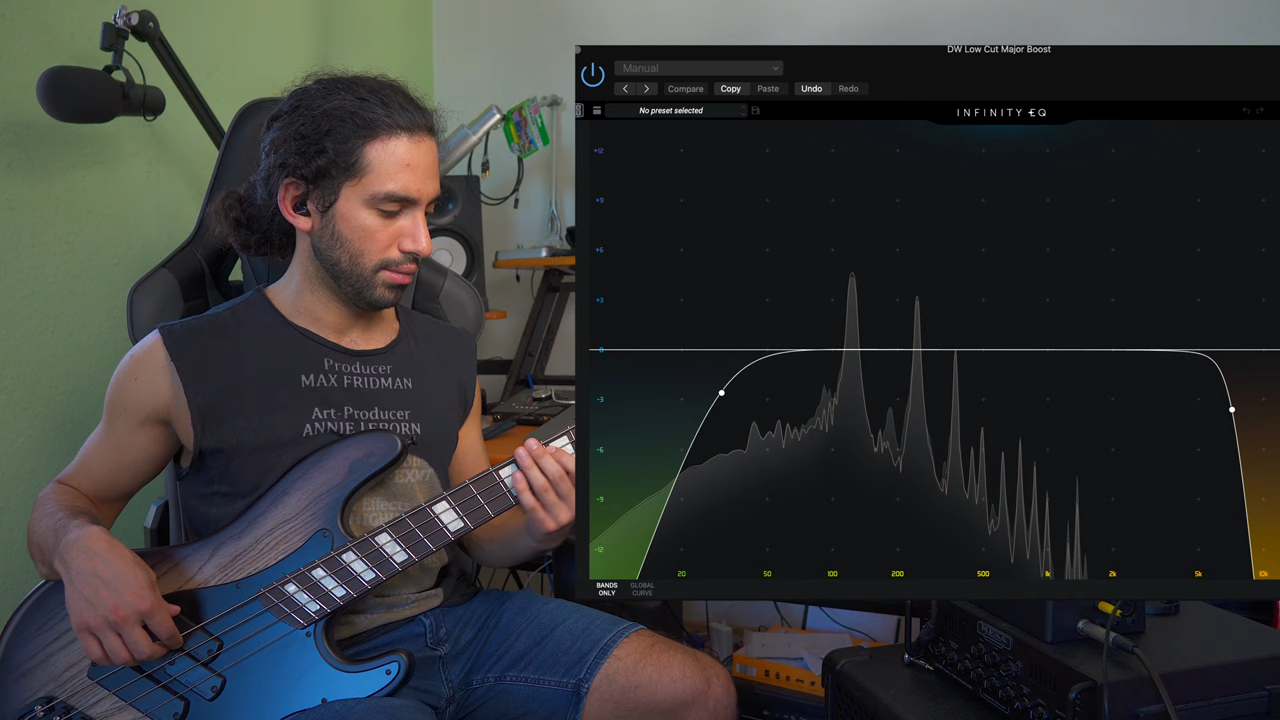 DW Low Cut Major Boost
Manual
Compare
Copy
Paste
Undo
Redo
No preset selected
INFINITY EQ
+12
+9
+6
+3
0
-3
-6
-9
-12
20
50
100
200
500
1k
2k
5k
10k
BANDS
ONLY
GLOBAL
CURVE
Producer
MAX FRIDMAN
Art-Producer
ANNIE LEBORN
Effects
MESA